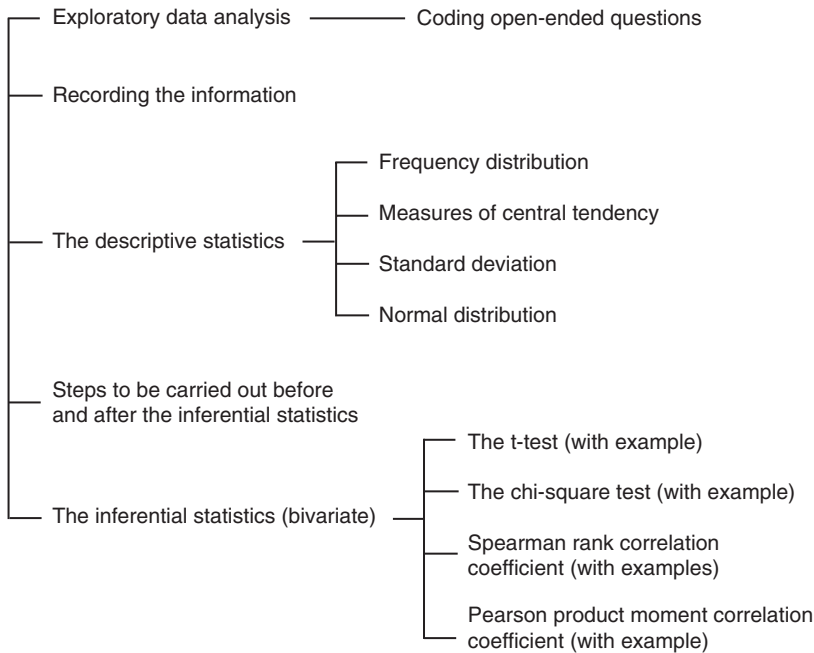 Exploratory data analysis
Coding open-ended questions
Recording the information
The descriptive statistics
Frequency distribution
Measures of central tendency
Standard deviation
Normal distribution
Steps to be carried out before
and after the inferential statistics
The inferential statistics (bivariate)
The t-test (with example)
The chi-square test (with example)
Spearman rank correlation
coefficient (with examples)
Pearson product moment correlation
coefficient (with example)